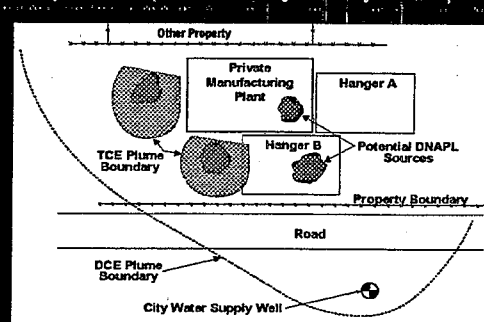 Other Property
Private
Manufacturing
Plant
Hanger A
TCE Plume
Boundary
Hanger B
Potential DNAPL
Sources
Property Boundary
Road
DCE Plume
Boundary
City Water Supply Well